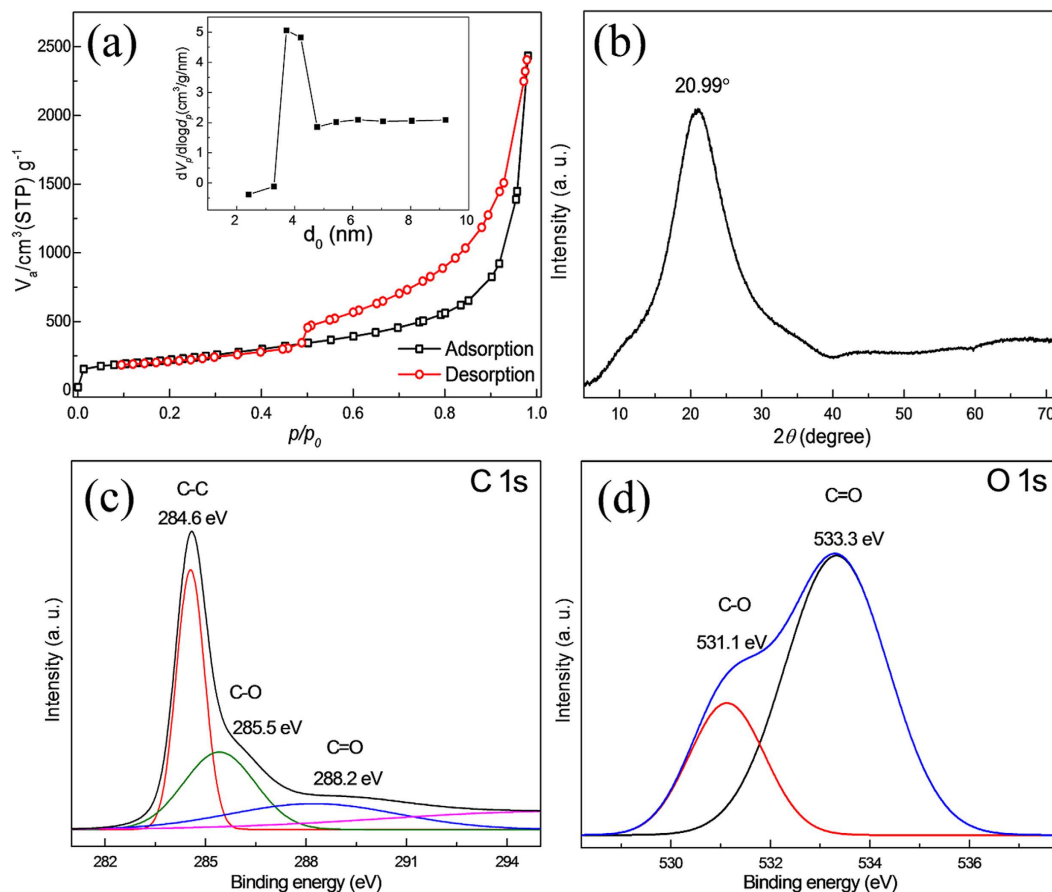 (a)
V_a/cm³(STP) g⁻¹
2500
2000
1500
1000
500
0
0.0 0.2 0.4 0.6 0.8 1.0
p/p₀
dV_p/dlogd_p(cm³/g/nm)
5
4
3
2
1
0
2 4 6 8 10
d₀ (nm)
Adsorption
Desorption
(b)
20.99°
Intensity (a. u.)
10 20 30 40 50 60 70
2θ (degree)
(c)
C 1s
C-C
284.6 eV
C-O
285.5 eV
C=O
288.2 eV
Intensity (a. u.)
282 285 288 291 294
Binding energy (eV)
(d)
O 1s
C=O
533.3 eV
C-O
531.1 eV
Intensity (a. u.)
530 532 534 536
Binding energy (eV)